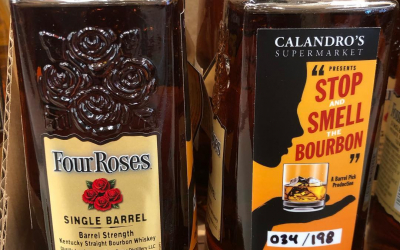 Four Roses
SINGLE BARREL
Barrel Strength
Kentucky Straight Bourbon Whiskey
CALANDRO'S
SUPERMARKET
PRESENTS
"STOP
AND
SMELL
THE
BOURBON"
A Barrel Pick
Production
034/198